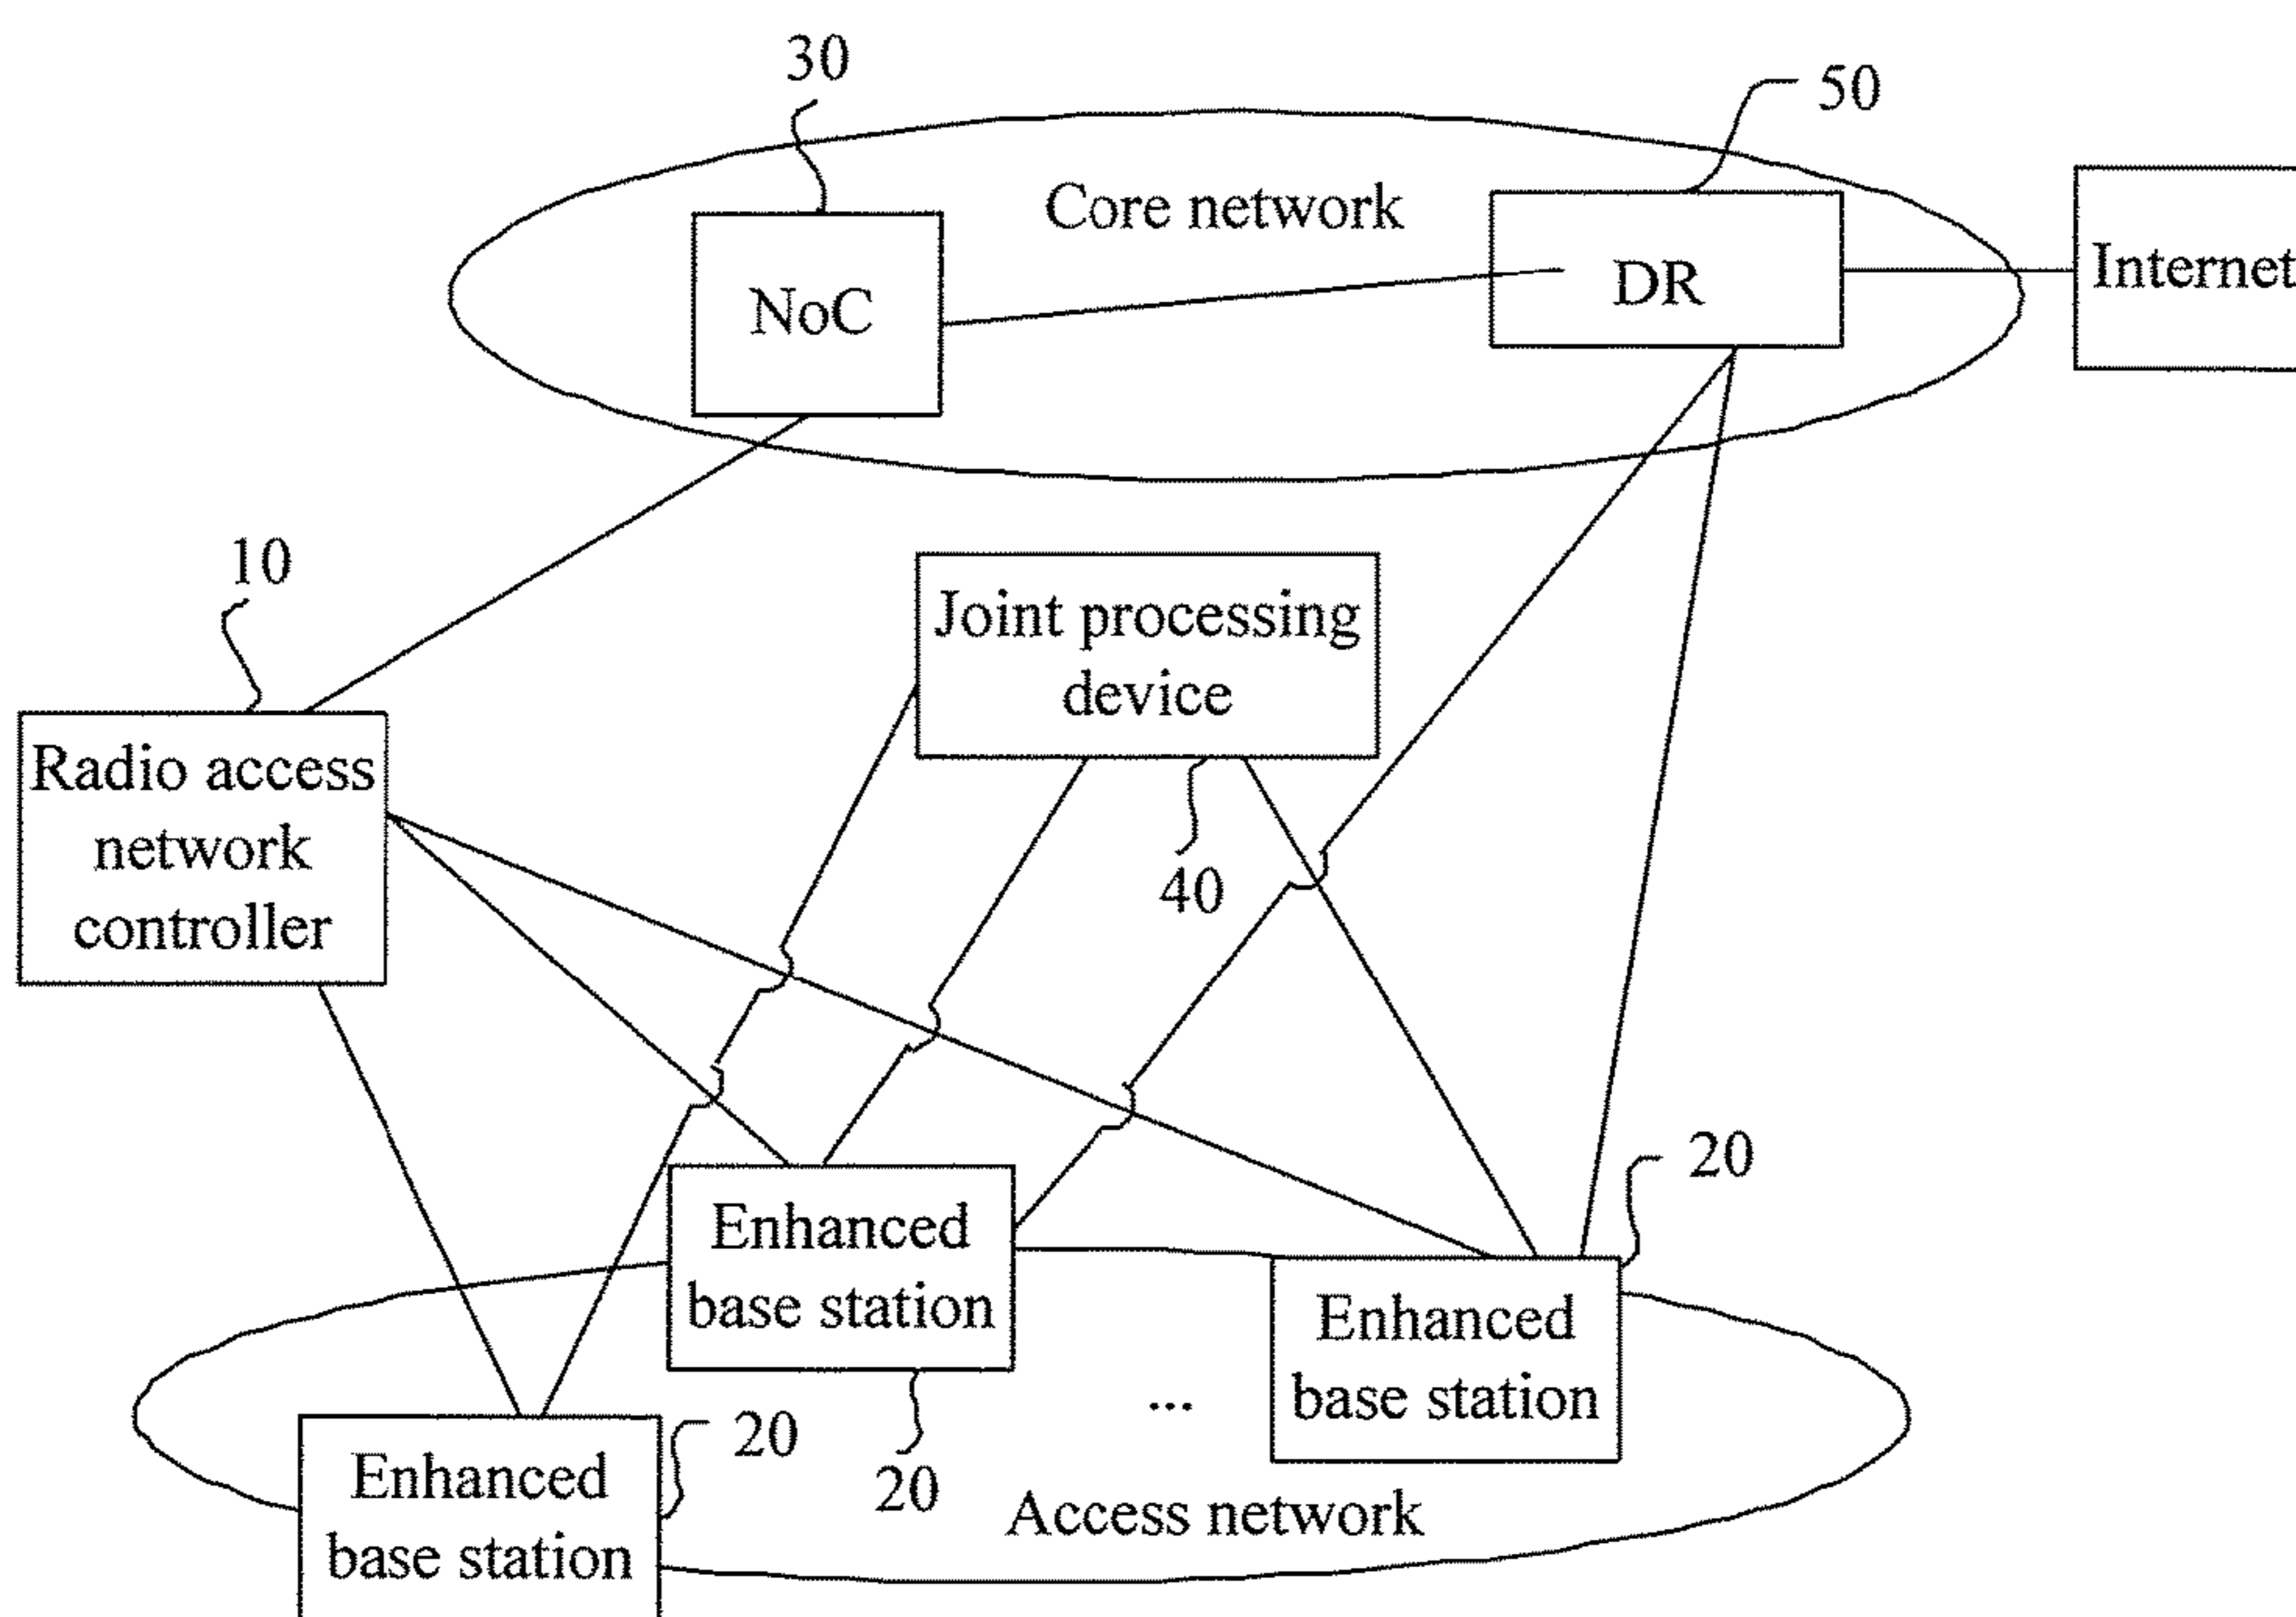 30
50
Core network
NoC
DR
Internet
10
Joint processing
device
Radio access
network
controller
40
20
Enhanced
base station
Enhanced
base station
...
20
20
Enhanced
base station
Access network